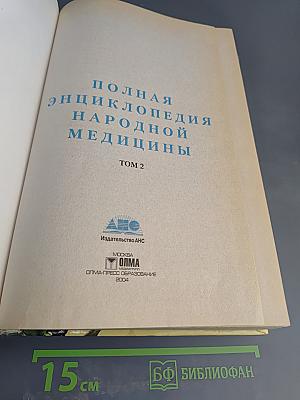 ПОЛНАЯ
ЭНЦИКЛОПЕДИЯ
НАРОДНОЙ
МЕДИЦИНЫ
ТОМ 2
АНС
Издательство АНС
МОСКВА
ОЛМА
ОЛМА-ПРЕСС ОБРАЗОВАНИЕ
2004
15 см
БФ БИБЛИОФАН